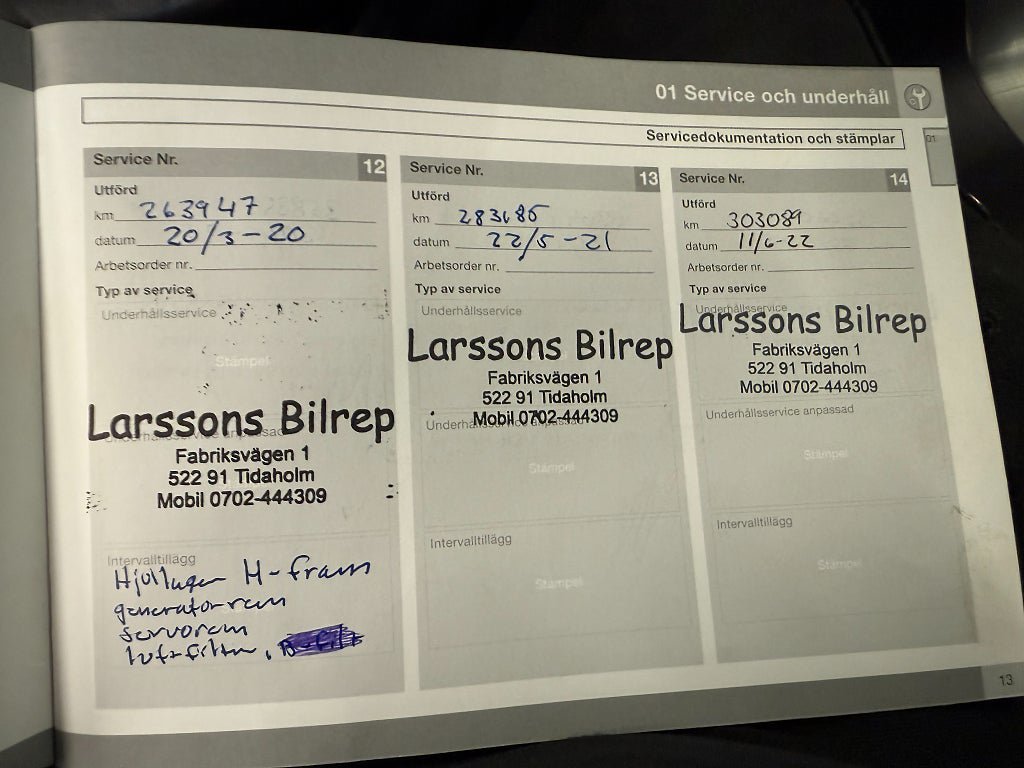 01 Service och underhåll
Servicedokumentation och stämplar
01
Service Nr. 12
Utförd
km 263947
datum 20/3-20
Arbetsorder nr.
Typ av service
Underhållsservice
Stämpel
Larssons Bilrep
Underhållsservice anpassad
Fabriksvägen 1
522 91 Tidaholm
Mobil 0702-444309
Intervalltillägg
Hjullager H-fram
generatorrem
servorem
luftfilter,
Service Nr. 13
Utförd
km 283685
datum 22/5-21
Arbetsorder nr.
Typ av service
Underhållsservice
Larssons Bilrep
Fabriksvägen 1
522 91 Tidaholm
Mobil 0702-444309
Underhållsservice anpassad
Stämpel
Intervalltillägg
Stämpel
Service Nr. 14
Utförd
km 303089
datum 11/6-22
Arbetsorder nr.
Typ av service
Underhållsservice
Larssons Bilrep
Fabriksvägen 1
522 91 Tidaholm
Mobil 0702-444309
Underhållsservice anpassad
Stämpel
Intervalltillägg
Stämpel
13